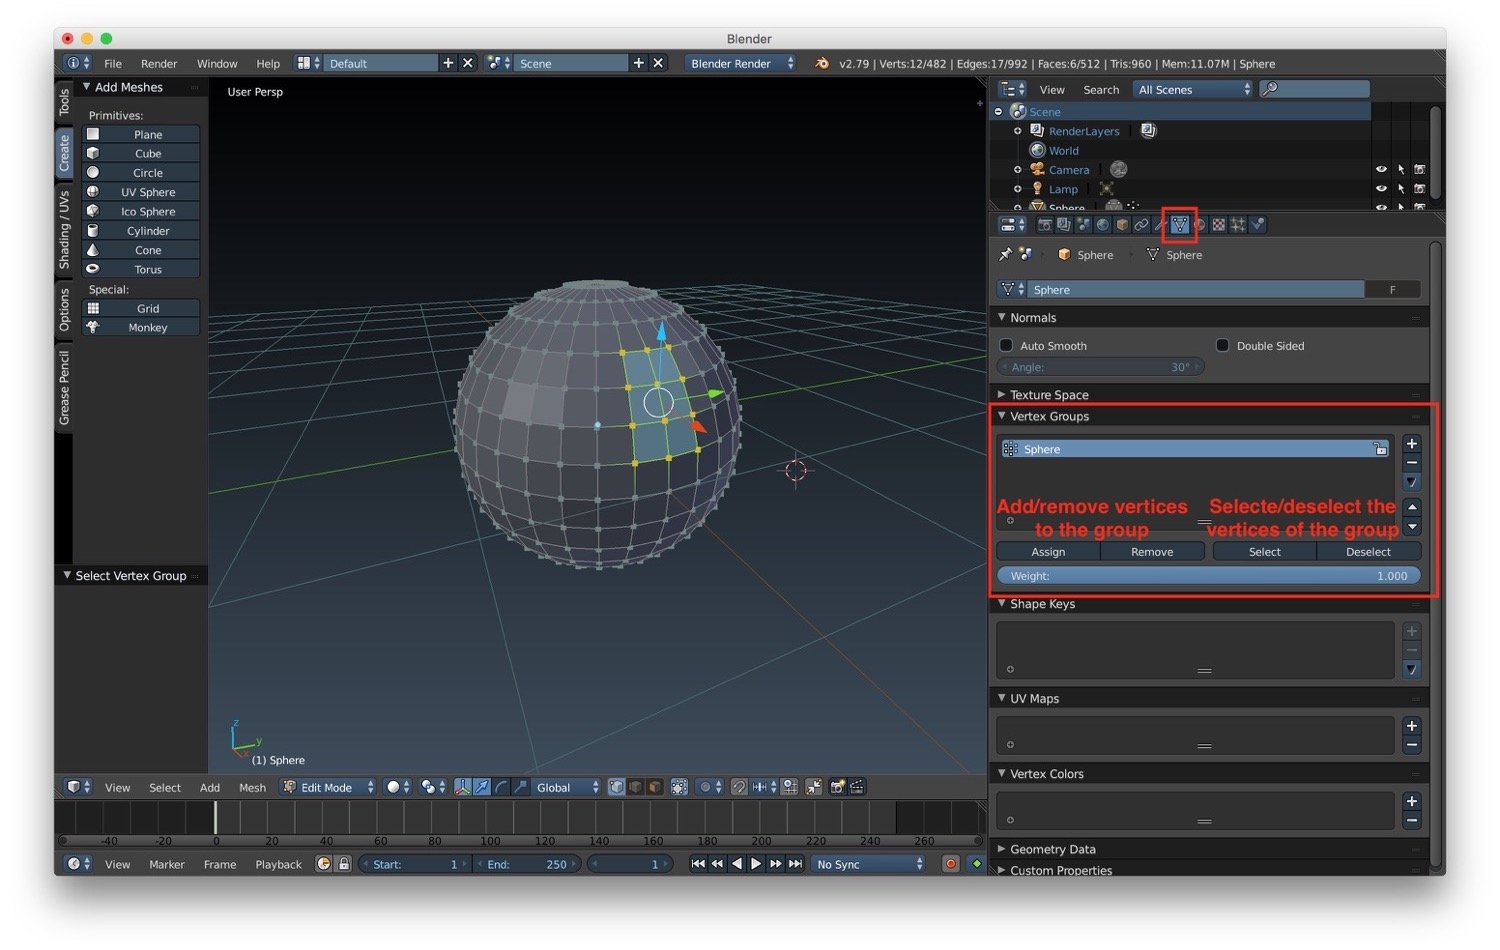 Blender
File Render Window Help Default Scene Blender Render v2.79 | Verts:12/482 | Edges:17/992 | Faces:6/512 | Tris:960 | Mem:11.07M | Sphere
Tools
Create
Shading / UVs
Options
Grease Pencil
Add Meshes
Primitives:
Plane
Cube
Circle
UV Sphere
Ico Sphere
Cylinder
Cone
Torus
Special:
Grid
Monkey
Select Vertex Group
User Persp
z
y
x
(1) Sphere
View Search All Scenes
Scene
RenderLayers
World
Camera
Lamp
Sphere
Sphere Sphere
Sphere F
Normals
Auto Smooth Double Sided
Angle: 30°
Texture Space
Vertex Groups
Sphere
Add/remove vertices
to the group
Selecte/deselect the
vertices of the group
Assign Remove Select Deselect
Weight: 1.000
Shape Keys
UV Maps
Vertex Colors
Geometry Data
Custom Properties
View Select Add Mesh Edit Mode Global
-40 -20 0 20 40 60 80 100 120 140 160 180 200 220 240 260
View Marker Frame Playback Start: 1 End: 250 1 No Sync